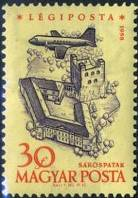 LÉGIPOSTA
1958
SÁROSPATAK
30
f
MAGYAR POSTA